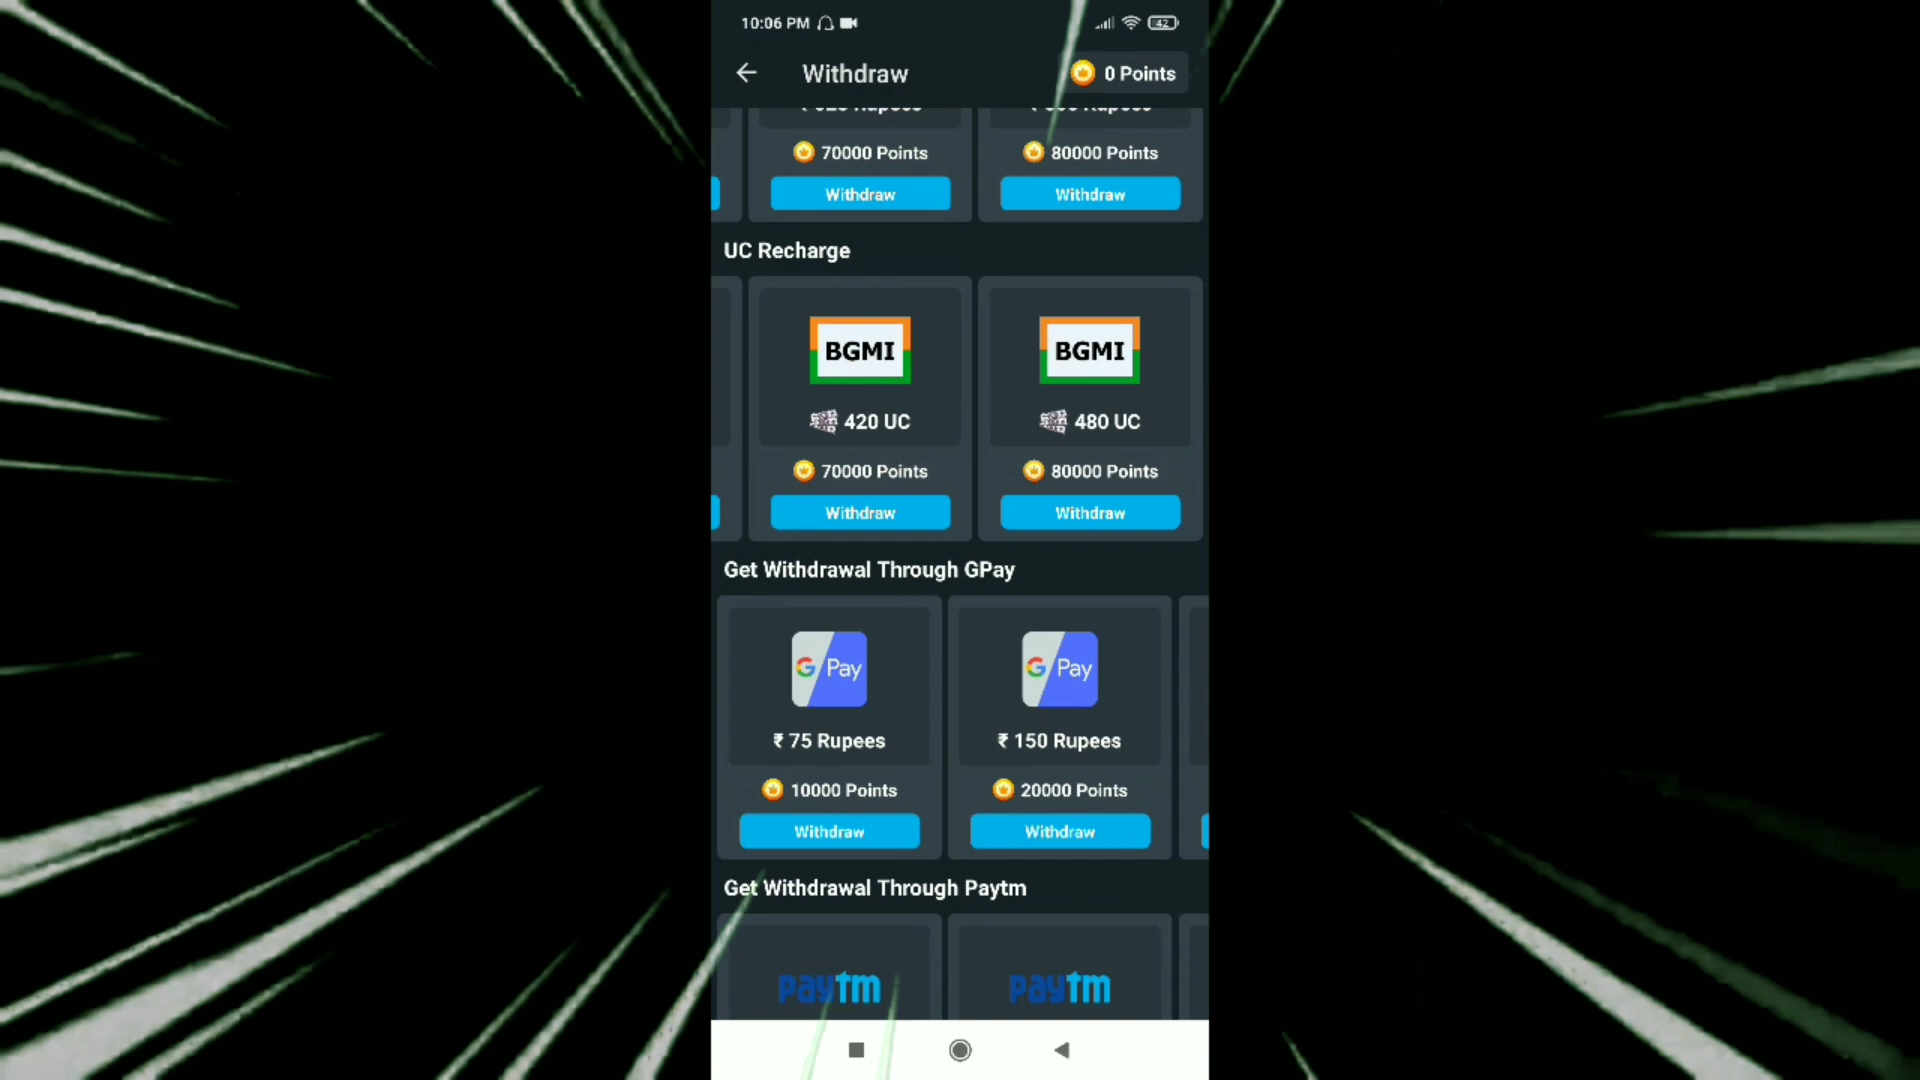 10:06 PM
42
Withdraw
0 Points
70000 Points
80000 Points
Withdraw
Withdraw
UC Recharge
BGMI
BGMI
420 UC
480 UC
70000 Points
80000 Points
Withdraw
Withdraw
Get Withdrawal Through GPay
G Pay
G Pay
₹ 75 Rupees
₹ 150 Rupees
10000 Points
20000 Points
Withdraw
Withdraw
Get Withdrawal Through Paytm
paytm
paytm